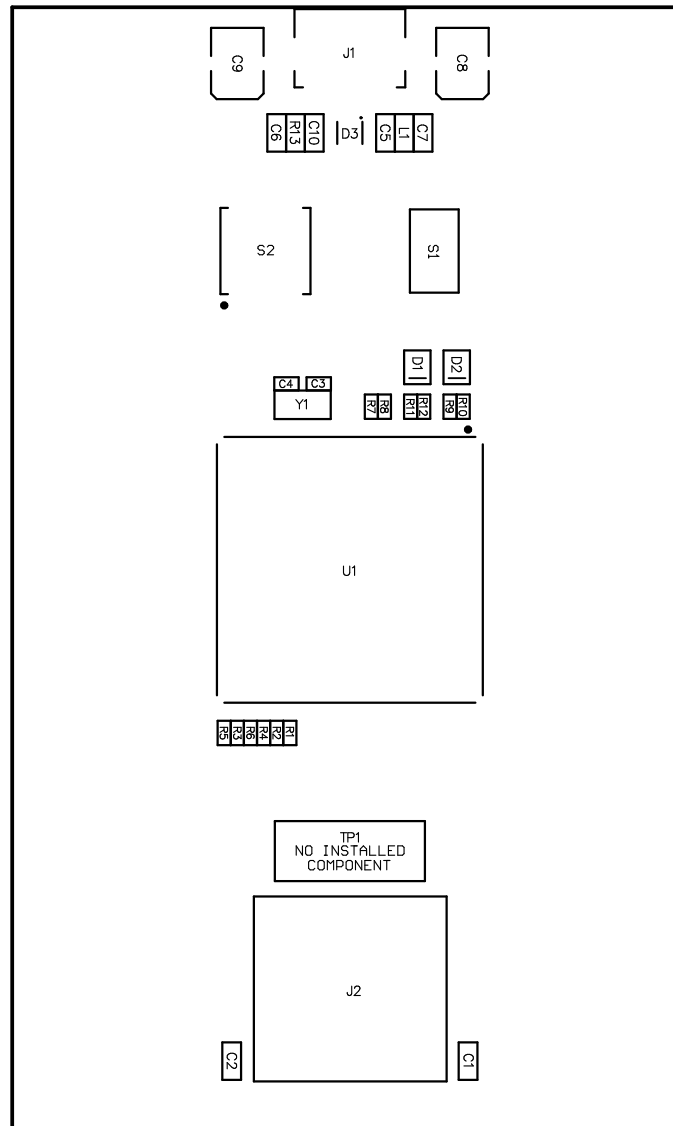 C9
J1
C8
C6
R13
C10
D3
C5
L1
C7
S2
S1
D1
D2
C4
C3
Y1
R7
R8
R11
R12
R9
R10
U1
R5
R3
R6
R4
R2
R1
TP1
NO INSTALLED
COMPONENT
J2
C2
C1